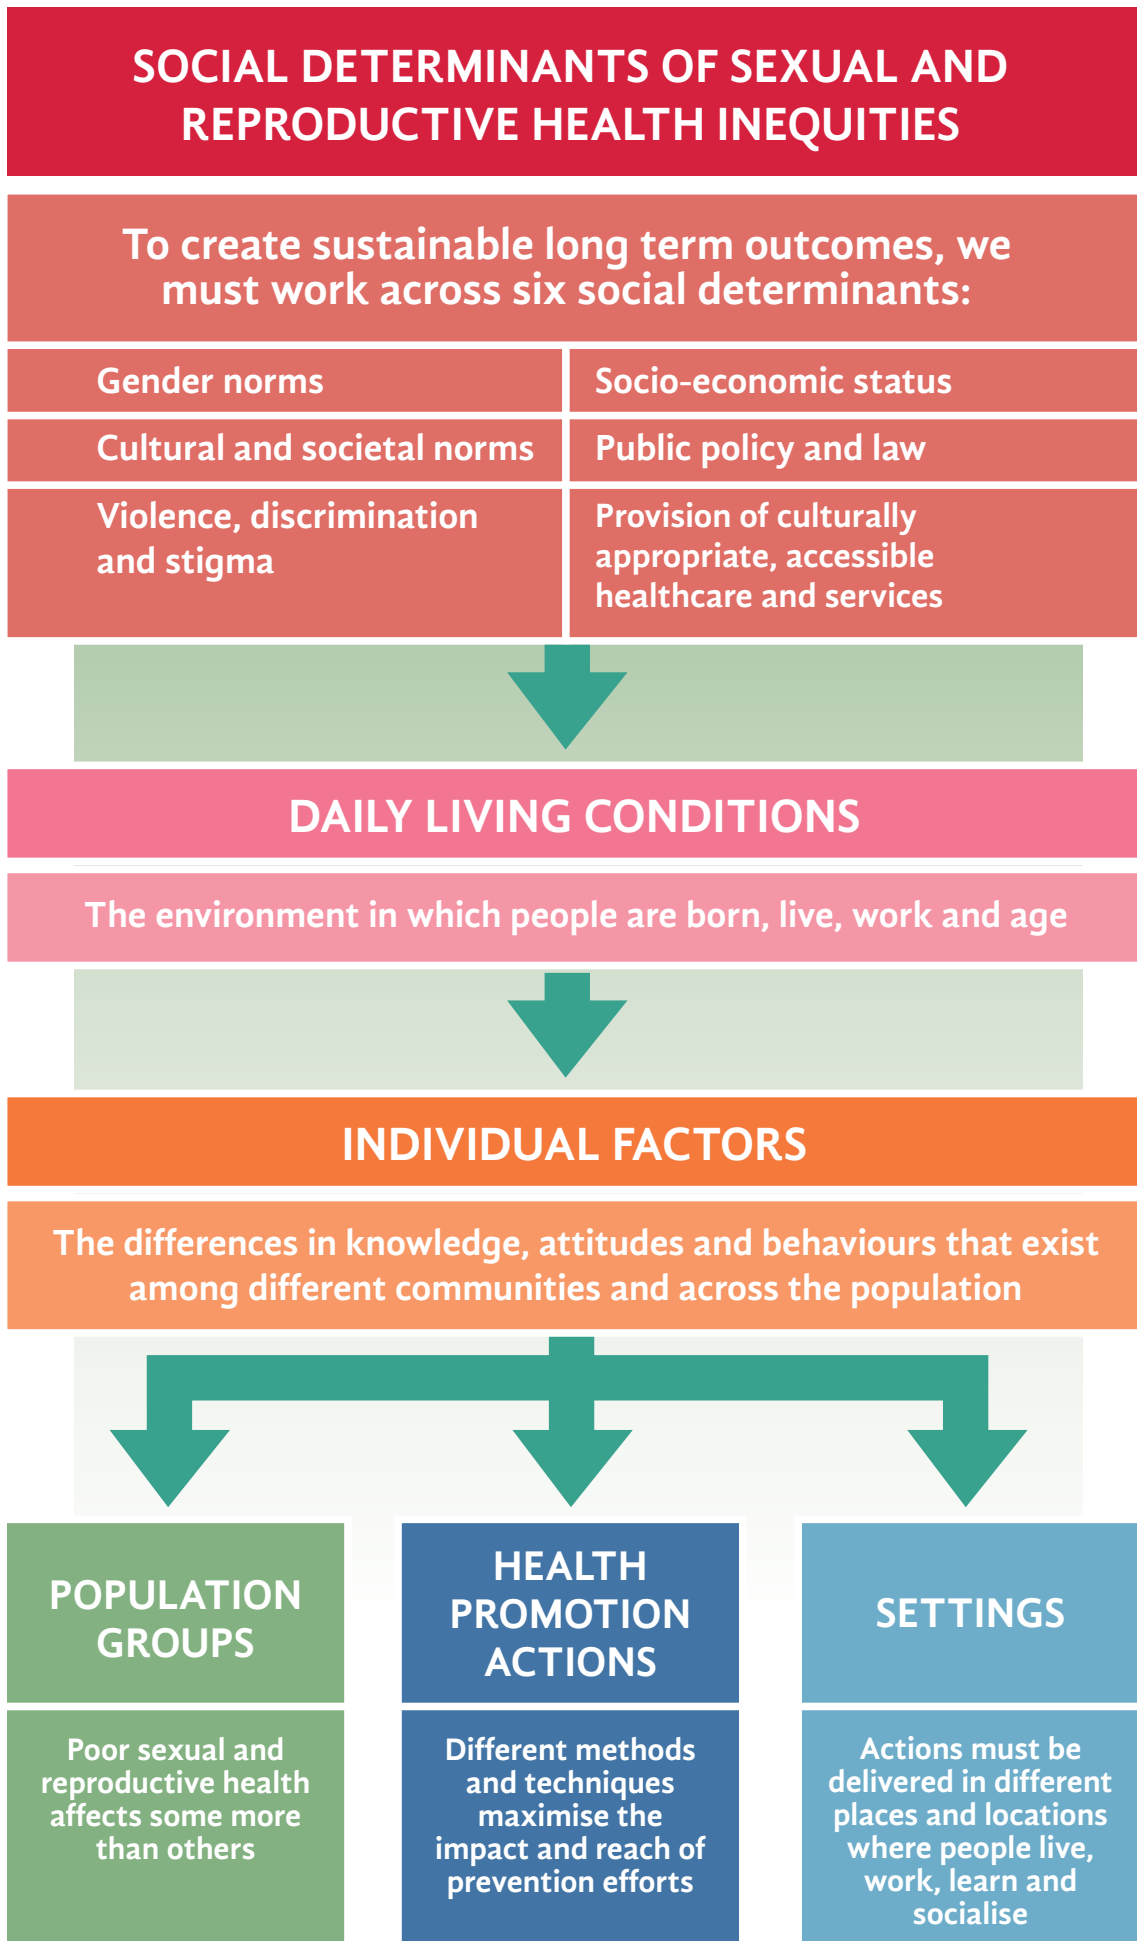 SOCIAL DETERMINANTS OF SEXUAL AND
REPRODUCTIVE HEALTH INEQUITIES
To create sustainable long term outcomes, we
must work across six social determinants:
Gender norms
Socio-economic status
Cultural and societal norms
Public policy and law
Violence, discrimination
and stigma
Provision of culturally
appropriate, accessible
healthcare and services
DAILY LIVING CONDITIONS
The environment in which people are born, live, work and age
INDIVIDUAL FACTORS
The differences in knowledge, attitudes and behaviours that exist
among different communities and across the population
POPULATION
GROUPS
Poor sexual and
reproductive health
affects some more
than others
HEALTH
PROMOTION
ACTIONS
Different methods
and techniques
maximise the
impact and reach of
prevention efforts
SETTINGS
Actions must be
delivered in different
places and locations
where people live,
work, learn and
socialise